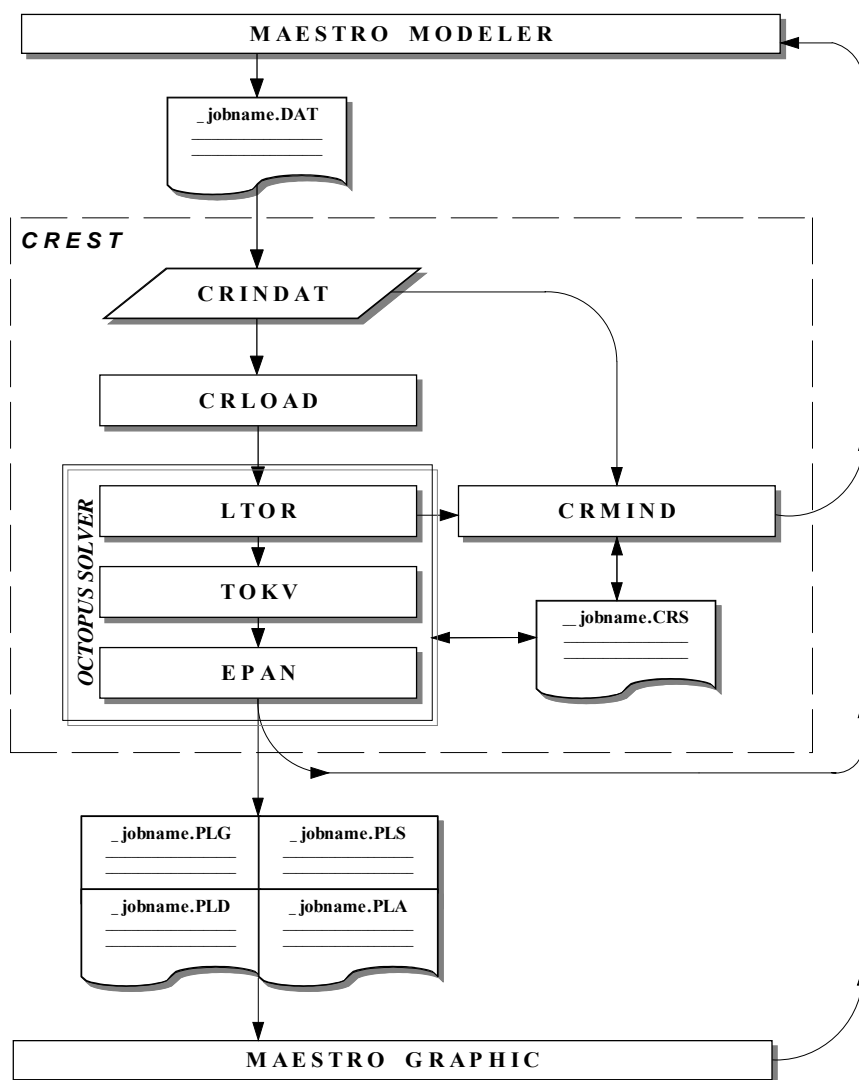 MAESTRO MODELER
_jobname.DAT
CREST
CRINDAT
CRLOAD
OCTOPUS SOLVER
LTOR
CRMIND
TOKV
__jobname.CRS
EPAN
_jobname.PLG
_jobname.PLS
_jobname.PLD
_jobname.PLA
MAESTRO GRAPHIC